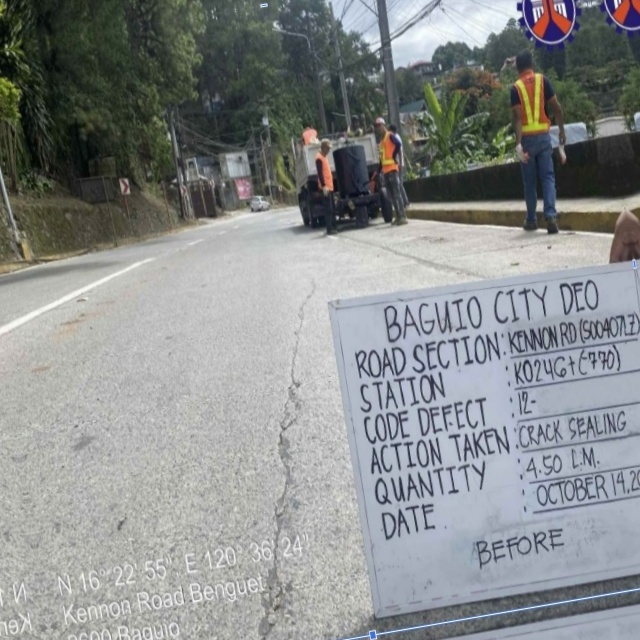 BAGUIO CITY DEO
ROAD SECTION: KENNON RD (S00407LZ)
STATION : K0246+(-770)
CODE DEFECT : 12-
ACTION TAKEN : CRACK SEALING
QUANTITY : 4.50 L.M.
DATE : OCTOBER 14,20
BEFORE
N 16° 22' 55" E 120° 36' 24"
Kennon Road Benguet
2600 Baguio